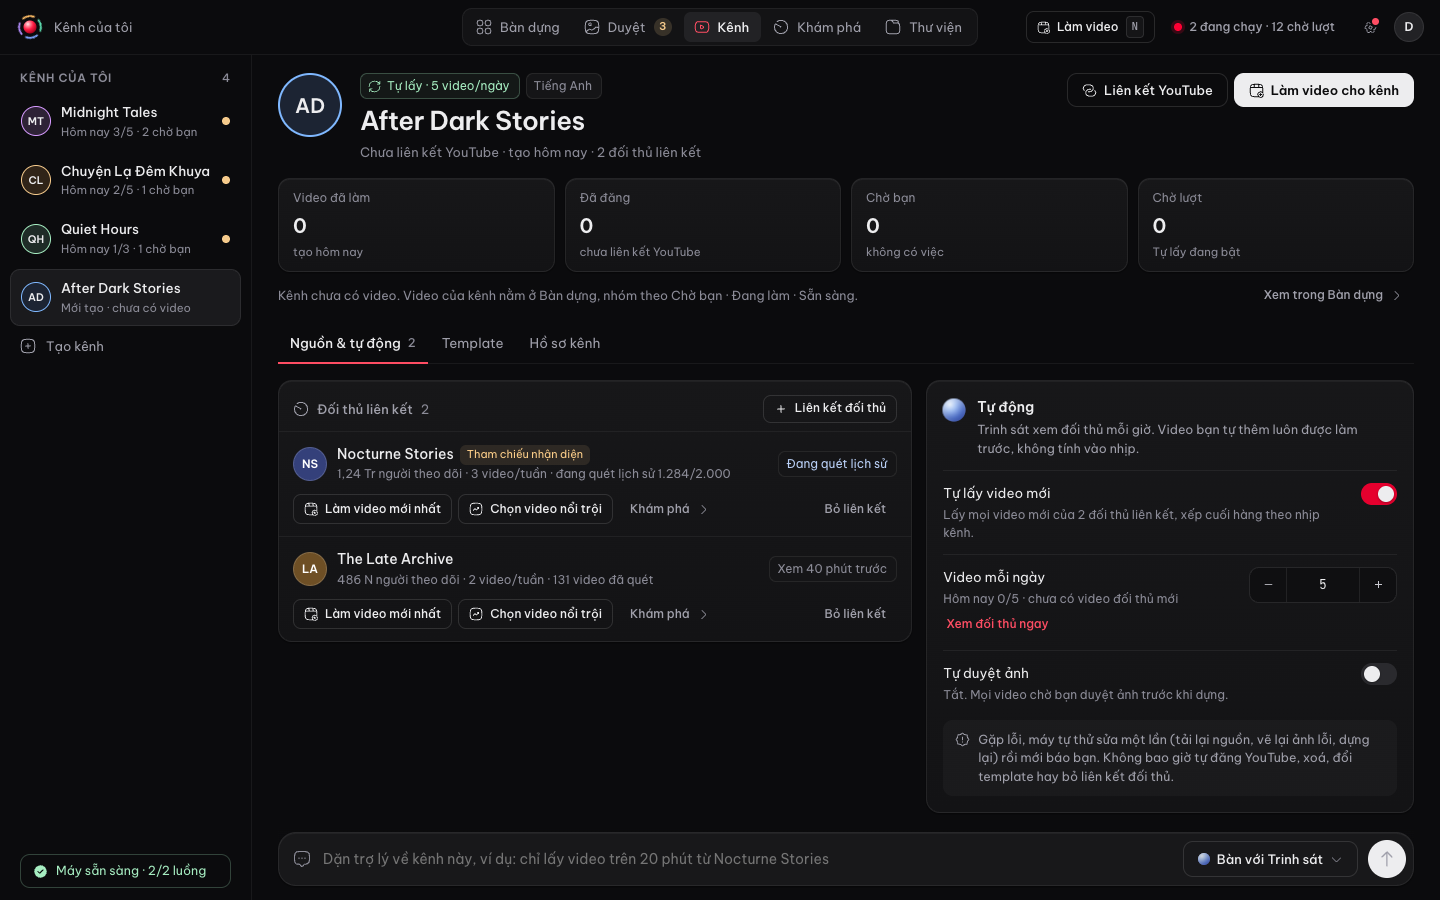 Kênh của tôi
Bàn dựng
Duyệt 3
Kênh
Khám phá
Thư viện
Làm video N
2 đang chạy · 12 chờ lượt
D
KÊNH CỦA TÔI 4
MT
Midnight Tales
Hôm nay 3/5 · 2 chờ bạn
CL
Chuyện Lạ Đêm Khuya
Hôm nay 2/5 · 1 chờ bạn
QH
Quiet Hours
Hôm nay 1/3 · 1 chờ bạn
AD
After Dark Stories
Mới tạo · chưa có video
Tạo kênh
Máy sẵn sàng · 2/2 luồng
AD
Tự lấy · 5 video/ngày
Tiếng Anh
After Dark Stories
Chưa liên kết YouTube · tạo hôm nay · 2 đối thủ liên kết
Liên kết YouTube
Làm video cho kênh
Video đã làm
0
tạo hôm nay
Đã đăng
0
chưa liên kết YouTube
Chờ bạn
0
không có việc
Chờ lượt
0
Tự lấy đang bật
Kênh chưa có video. Video của kênh nằm ở Bàn dựng, nhóm theo Chờ bạn · Đang làm · Sẵn sàng.
Xem trong Bàn dựng
Nguồn & tự động 2
Template
Hồ sơ kênh
Đối thủ liên kết 2
Liên kết đối thủ
NS
Nocturne Stories
Tham chiếu nhận diện
1,24 Tr người theo dõi · 3 video/tuần · đang quét lịch sử 1.284/2.000
Đang quét lịch sử
Làm video mới nhất
Chọn video nổi trội
Khám phá
Bỏ liên kết
LA
The Late Archive
486 N người theo dõi · 2 video/tuần · 131 video đã quét
Xem 40 phút trước
Làm video mới nhất
Chọn video nổi trội
Khám phá
Bỏ liên kết
Tự động
Trinh sát xem đối thủ mỗi giờ. Video bạn tự thêm luôn được làm
trước, không tính vào nhịp.
Tự lấy video mới
Lấy mọi video mới của 2 đối thủ liên kết, xếp cuối hàng theo nhịp
kênh.
Video mỗi ngày
Hôm nay 0/5 · chưa có video đối thủ mới
Xem đối thủ ngay
− 5 +
Tự duyệt ảnh
Tắt. Mọi video chờ bạn duyệt ảnh trước khi dựng.
Gặp lỗi, máy tự thử sửa một lần (tải lại nguồn, vẽ lại ảnh lỗi, dựng
lại) rồi mới báo bạn. Không bao giờ tự đăng YouTube, xoá, đổi
template hay bỏ liên kết đối thủ.
Dặn trợ lý về kênh này, ví dụ: chỉ lấy video trên 20 phút từ Nocturne Stories
Bàn với Trinh sát